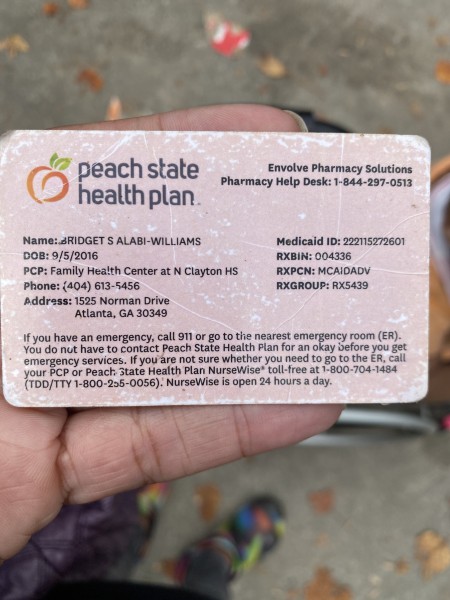 peach state
health plan
Envolve Pharmacy Solutions
Pharmacy Help Desk: 1-844-297-0513
Name: BRIDGET S ALABI-WILLIAMS
DOB: 9/5/2016
PCP: Family Health Center at N Clayton HS
Phone: (404) 613-5456
Address: 1525 Norman Drive
Atlanta, GA 30349
Medicaid ID: 222115272601
RXBIN: 004336
RXPCN: MCAIDADV
RXGROUP: RX5439
If you have an emergency, call 911 or go to the nearest emergency room (ER).
You do not have to contact Peach State Health Plan for an okay before you get
emergency services. If you are not sure whether you need to go to the ER, call
your PCP or Peach State Health Plan NurseWise® toll-free at 1-800-704-1484
(TDD/TTY 1-800-255-0056). NurseWise is open 24 hours a day.